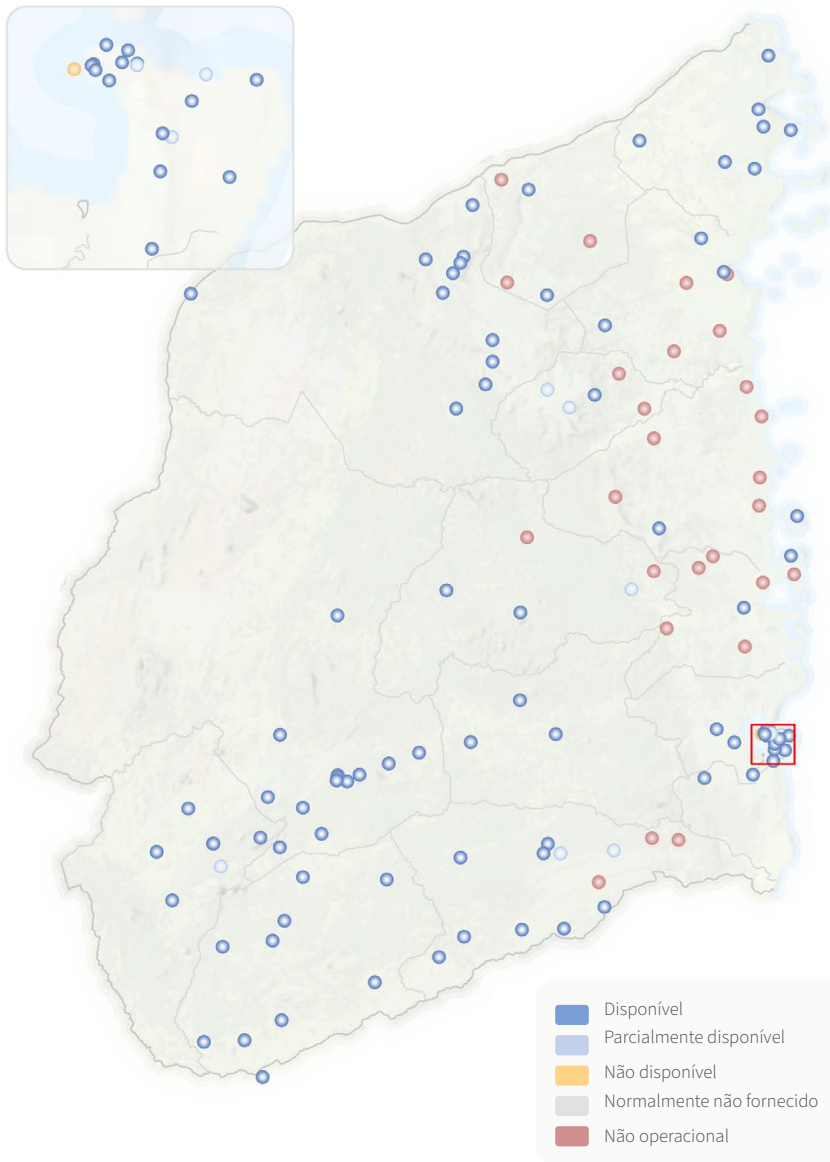 Disponível
Parcialmente disponível
Não disponível
Normalmente não fornecido
Não operacional